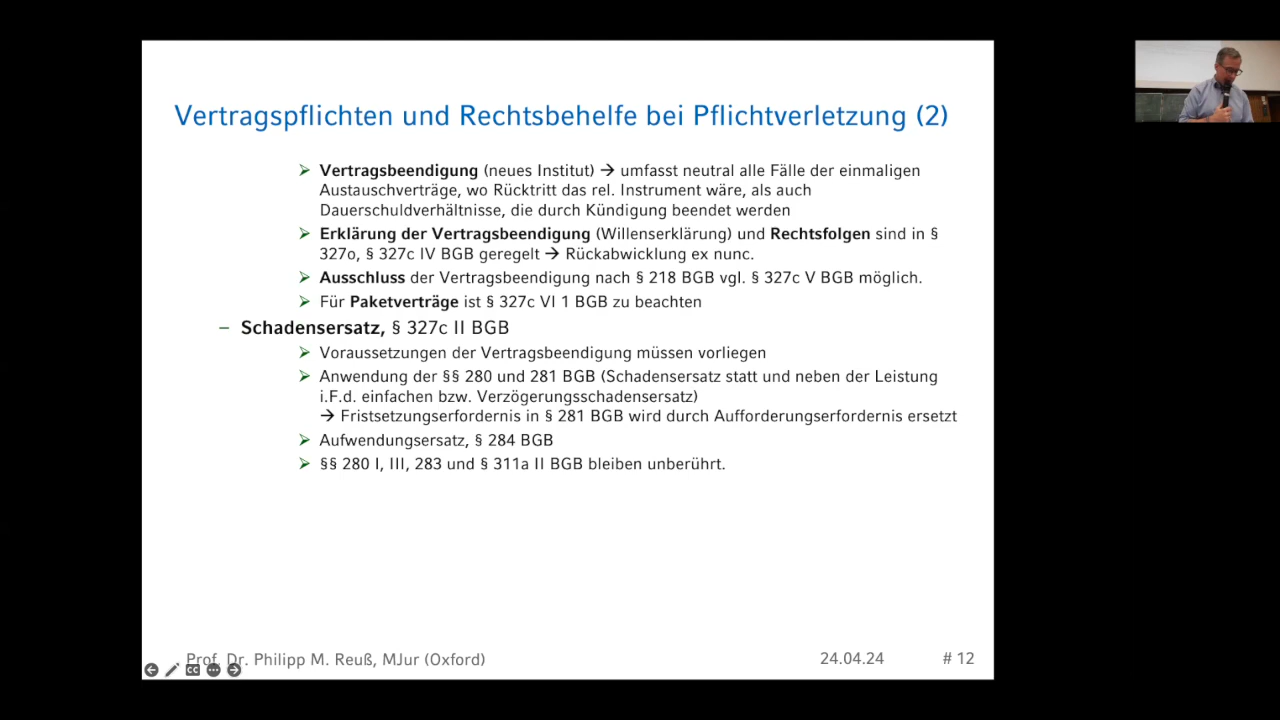 Vertragspflichten und Rechtsbehelfe bei Pflichtverletzung (2)
➢ Vertragsbeendigung (neues Institut) → umfasst neutral alle Fälle der einmaligen
Austauschverträge, wo Rücktritt das rel. Instrument wäre, als auch
Dauerschuldverhältnisse, die durch Kündigung beendet werden
➢ Erklärung der Vertragsbeendigung (Willenserklärung) und Rechtsfolgen sind in §
327o, § 327c IV BGB geregelt → Rückabwicklung ex nunc.
➢ Ausschluss der Vertragsbeendigung nach § 218 BGB vgl. § 327c V BGB möglich.
➢ Für Paketverträge ist § 327c VI 1 BGB zu beachten
– Schadensersatz, § 327c II BGB
➢ Voraussetzungen der Vertragsbeendigung müssen vorliegen
➢ Anwendung der §§ 280 und 281 BGB (Schadensersatz statt und neben der Leistung
i.F.d. einfachen bzw. Verzögerungsschadensersatz)
→ Fristsetzungserfordernis in § 281 BGB wird durch Aufforderungserfordernis ersetzt
➢ Aufwendungsersatz, § 284 BGB
➢ §§ 280 I, III, 283 und § 311a II BGB bleiben unberührt.
Prof. Dr. Philipp M. Reuß, MJur (Oxford)
24.04.24
# 12
CC